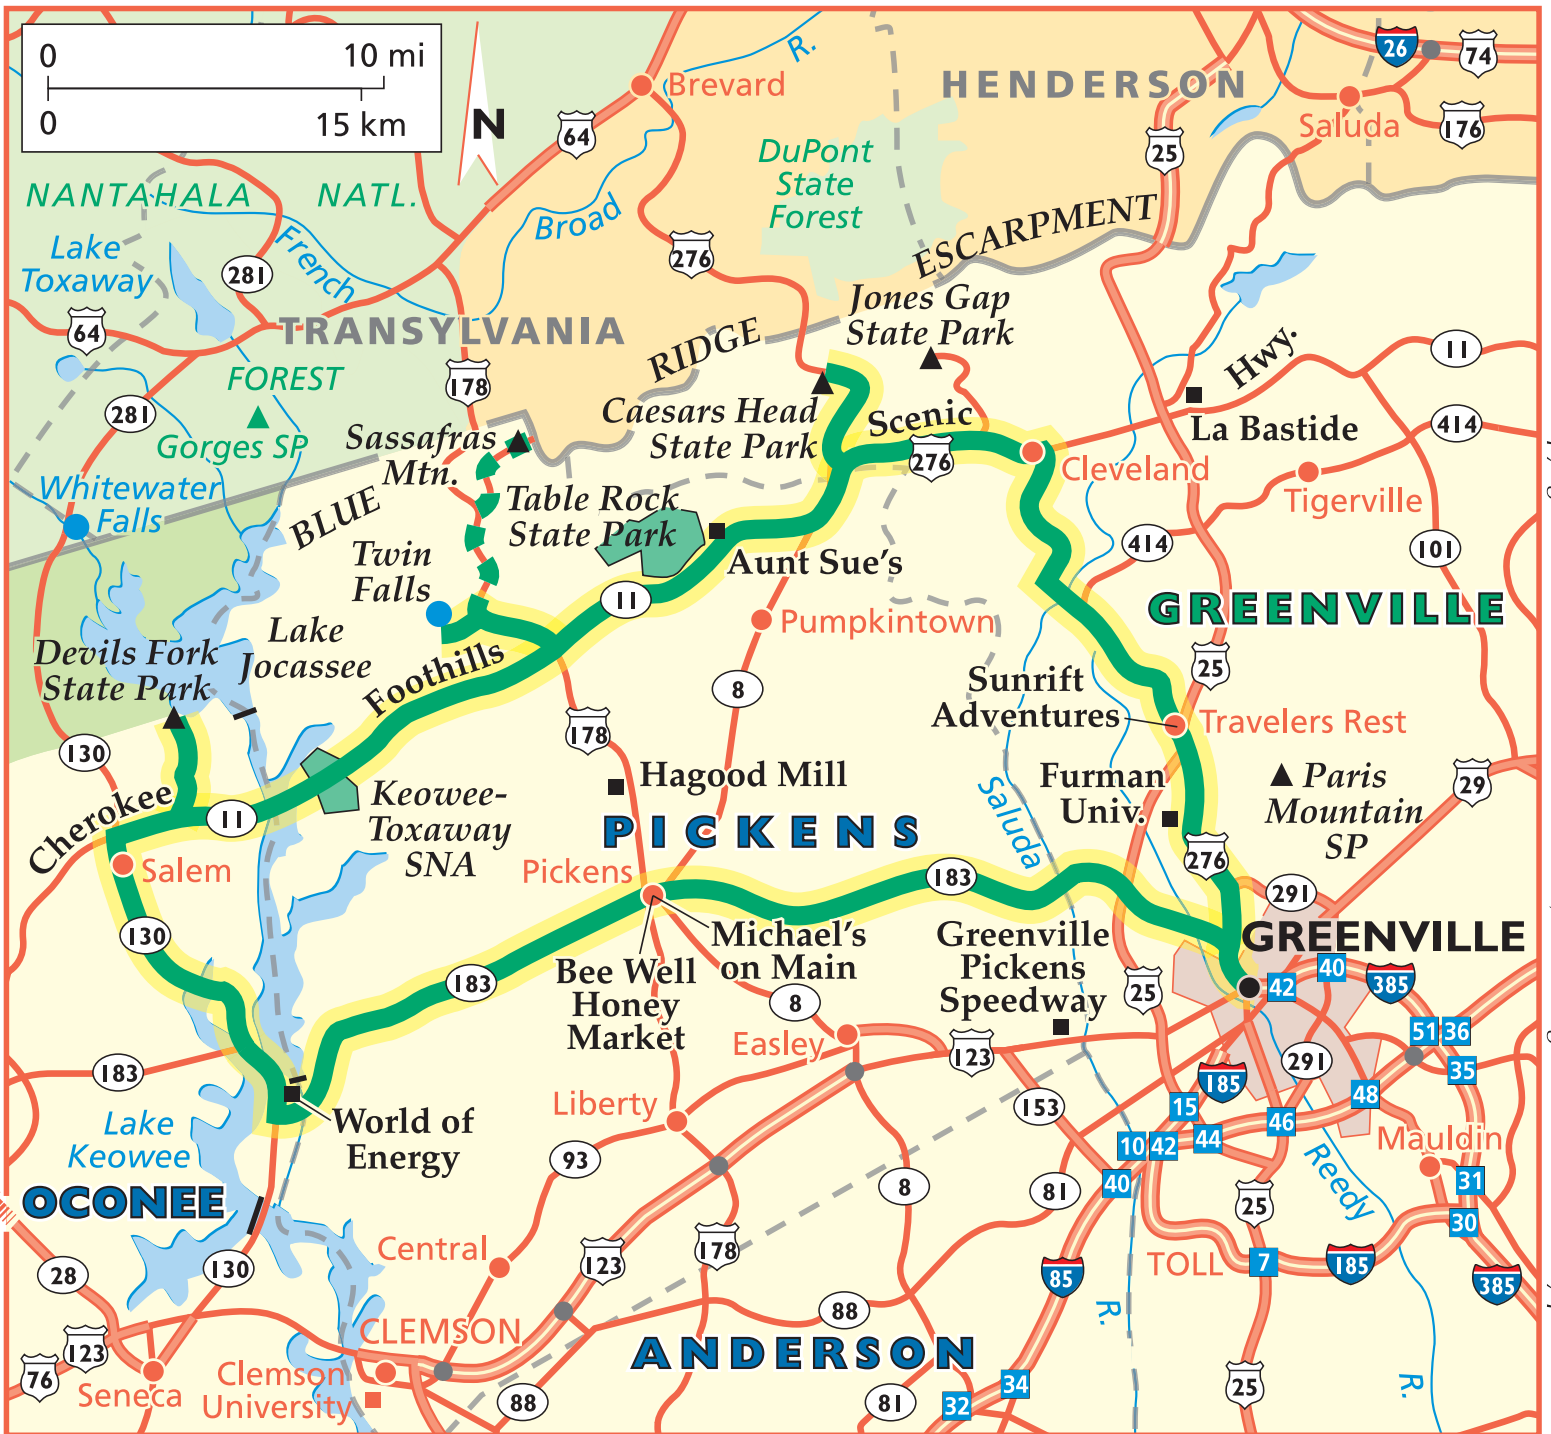 0 10 mi
0 15 km
N
64
Brevard
R.
HENDERSON
26
74
Saluda
176
25
DuPont
State
Forest
NANTAHALA NATL.
Broad
French
Lake
Toxaway
281
276
ESCARPMENT
64
TRANSYLVANIA
RIDGE
Jones Gap
State Park
Hwy.
11
178
FOREST
281
Gorges SP
Sassafras
Mtn.
Caesars Head
State Park
Scenic
276
La Bastide
414
Cleveland
Tigerville
Whitewater
Falls
BLUE
Table Rock
State Park
Twin
Falls
Aunt Sue's
414
101
11
Pumpkintown
GREENVILLE
Devils Fork
State Park
Lake
Jocassee
Foothills
8
25
Sunrift
Adventures
Travelers Rest
130
178
Hagood Mill
Saluda
Furman
Univ.
Paris
Mountain
SP
29
Cherokee
11
Keowee-
Toxaway
SNA
PICKENS
276
Salem
Pickens
183
291
130
183
Michael's
on Main
Bee Well
Honey
Market
8
Greenville
Pickens
Speedway
25
GREENVILLE
42
40
385
51
36
35
183
Easley
123
291
185
48
World of
Energy
Liberty
153
15
46
Lake
Keowee
10
42
44
Mauldin
93
OCONEE
8
81
40
25
Reedy
31
30
28
130
Central
123
178
TOLL
7
185
385
85
R.
88
123
CLEMSON
ANDERSON
76
Seneca
Clemson
University
88
81
32
34
25
R.